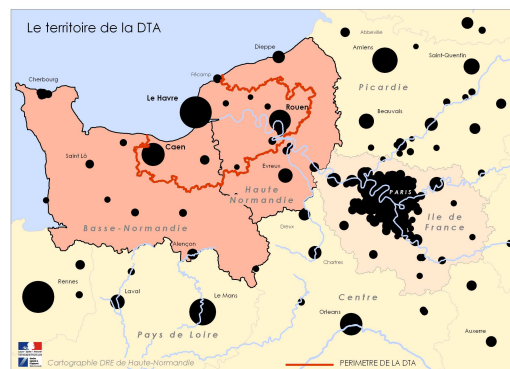 Le territoire de la DTA
Abbeville
Dieppe
Amiens
Saint-Quentin
Cherbourg
Fécamp
Picardie
Le Havre
Rouen
Beauvais
Caen
Saint Lô
Evreux
Haute
Normandie
PARIS
Ile de
France
Basse-Normandie
Dreux
Alençon
Chartres
Rennes
Laval
Le Mans
Centre
Orleans
Pays de Loire
Auxerre
Cartographie DRE de Haute-Normandie
PERIMETRE DE LA DTA